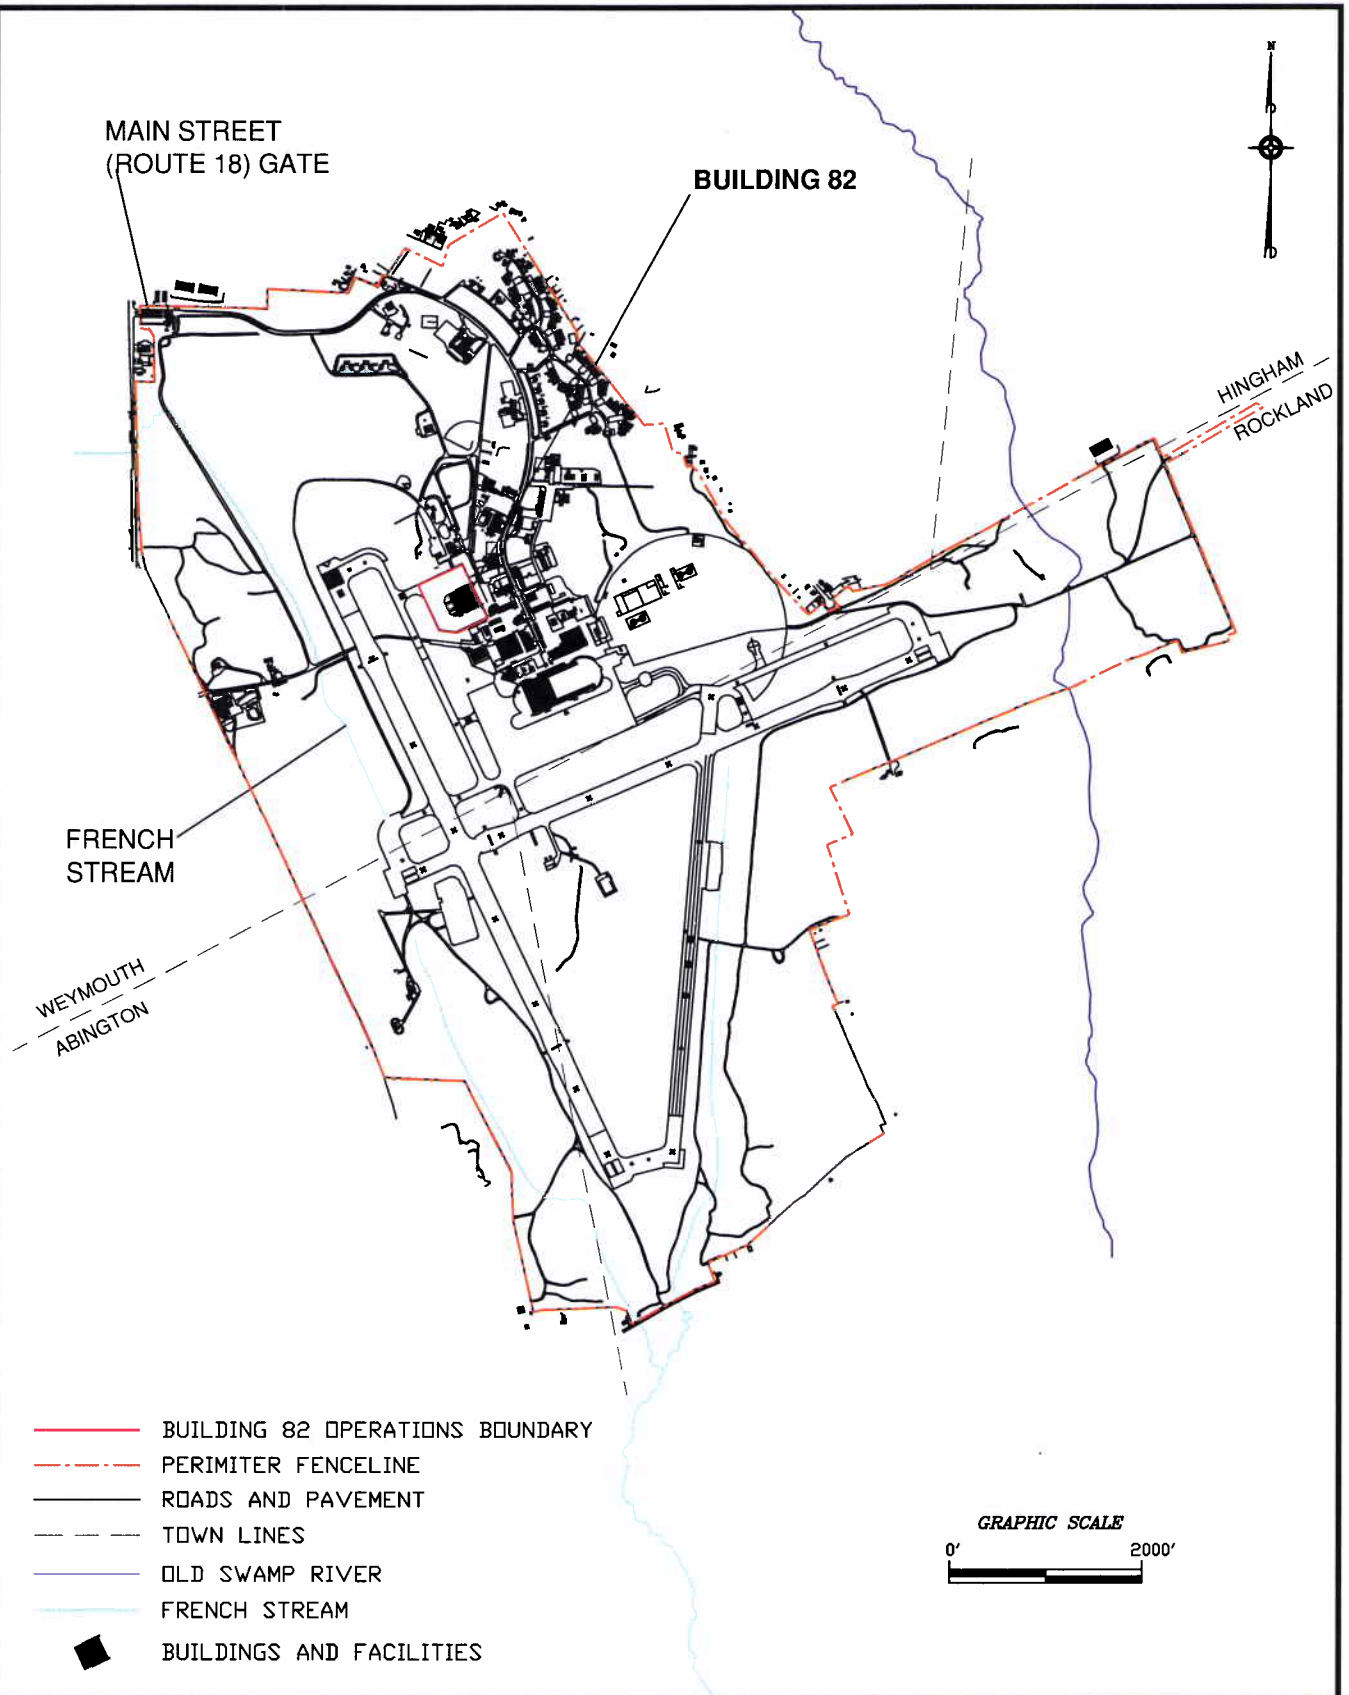 N
MAIN STREET
(ROUTE 18) GATE
BUILDING 82
HINGHAM
ROCKLAND
FRENCH
STREAM
WEYMOUTH
ABINGTON
BUILDING 82 OPERATIONS BOUNDARY
PERIMITER FENCELINE
ROADS AND PAVEMENT
TOWN LINES
OLD SWAMP RIVER
FRENCH STREAM
BUILDINGS AND FACILITIES
GRAPHIC SCALE
0' 2000'